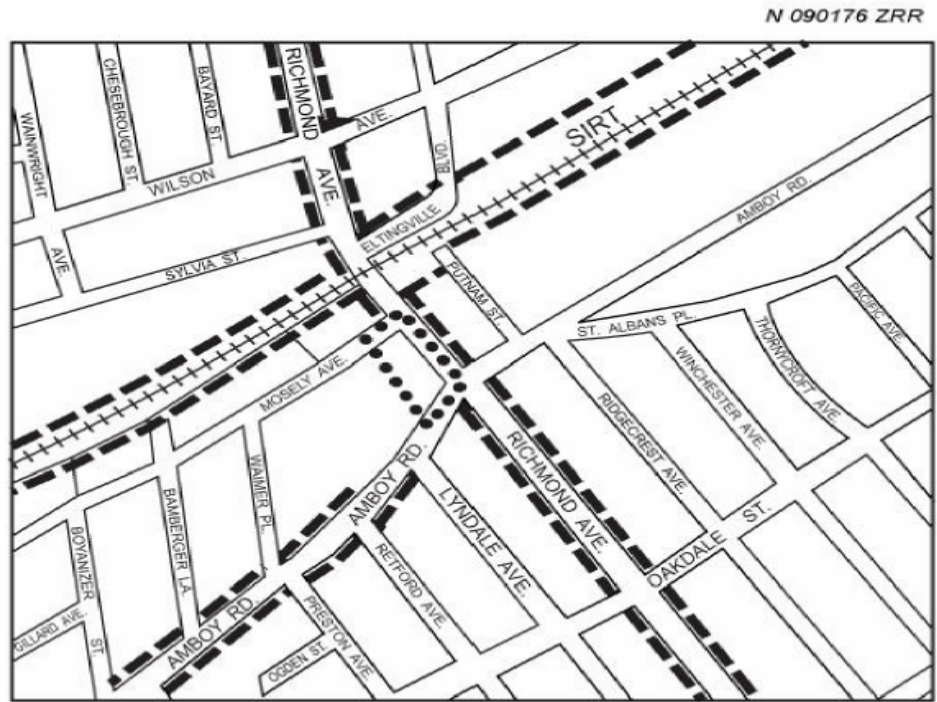 N 090176 ZRR
RICHMOND
AVE.
CHESEBROUGH ST.
BAYARD ST.
WAINWRIGHT
AVE.
AVE.
BLVD.
SIRT
WILSON
ELTINGVILLE
AMBOY RD.
SYLVIA ST.
PUTNAM ST.
PACIFIC AVE.
ST. ALBAN'S PL.
THORNYCROFT AVE.
WINCHESTER AVE.
MOSELY AVE.
RIDGECREST AVE.
RICHMOND AVE.
AMBOY RD.
WAIMER PL.
BAMBERGER LA.
LYNDALE AVE.
OAKDALE ST.
BOYANIZER
ST.
RETFORD AVE.
GILLARD AVE.
AMBOY RD.
PRESTON AVE.
OGDEN ST.